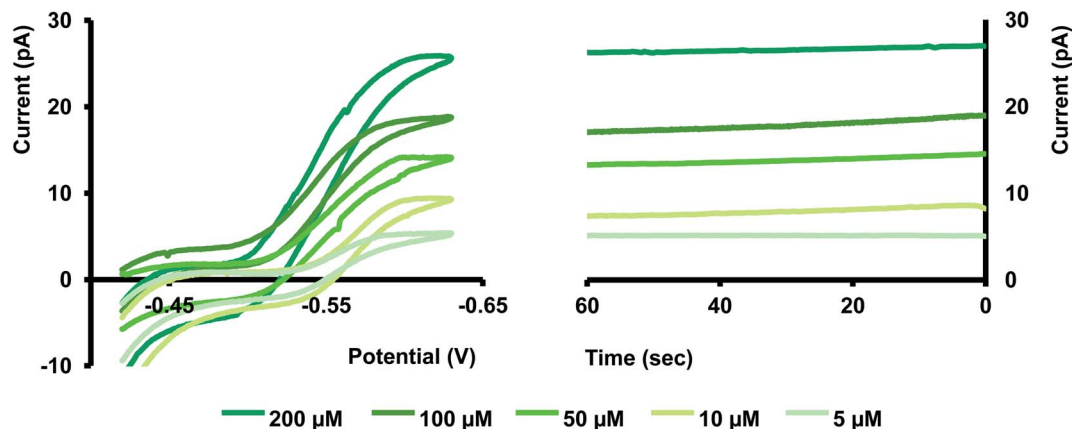 30
20
10
0
-10
Current (pA)
-0.45
-0.55
-0.65
Potential (V)
30
20
10
0
Current (pA)
60
40
20
0
Time (sec)
200 µM
100 µM
50 µM
10 µM
5 µM